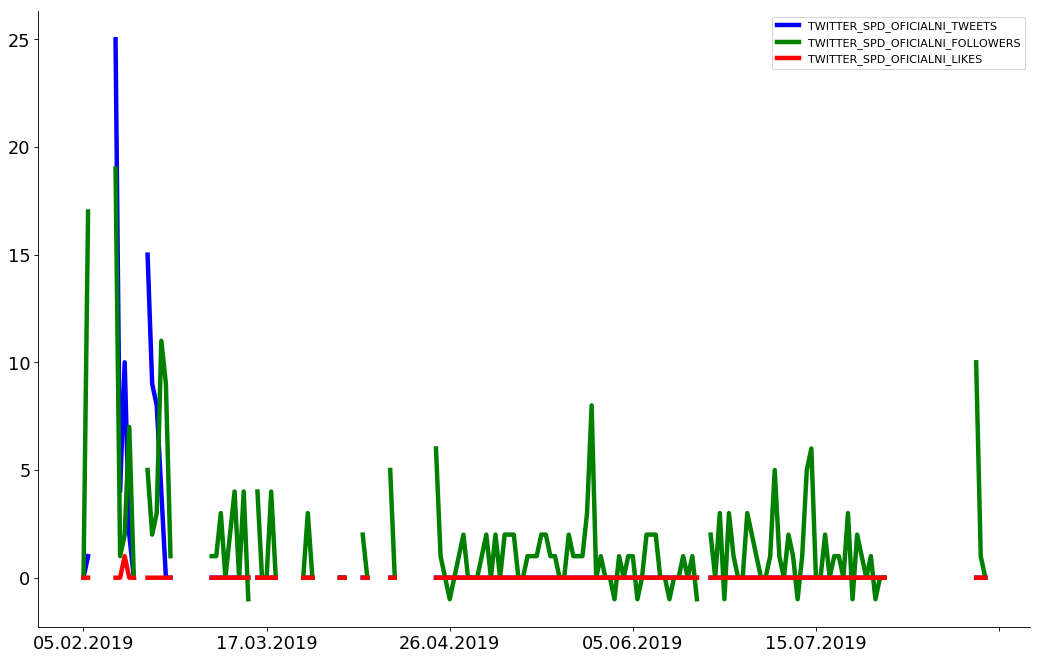 TWITTER_SPD_OFICIALNI_TWEETS
TWITTER_SPD_OFICIALNI_FOLLOWERS
TWITTER_SPD_OFICIALNI_LIKES
25
20
15
10
5
0
05.02.2019 17.03.2019 26.04.2019 05.06.2019 15.07.2019